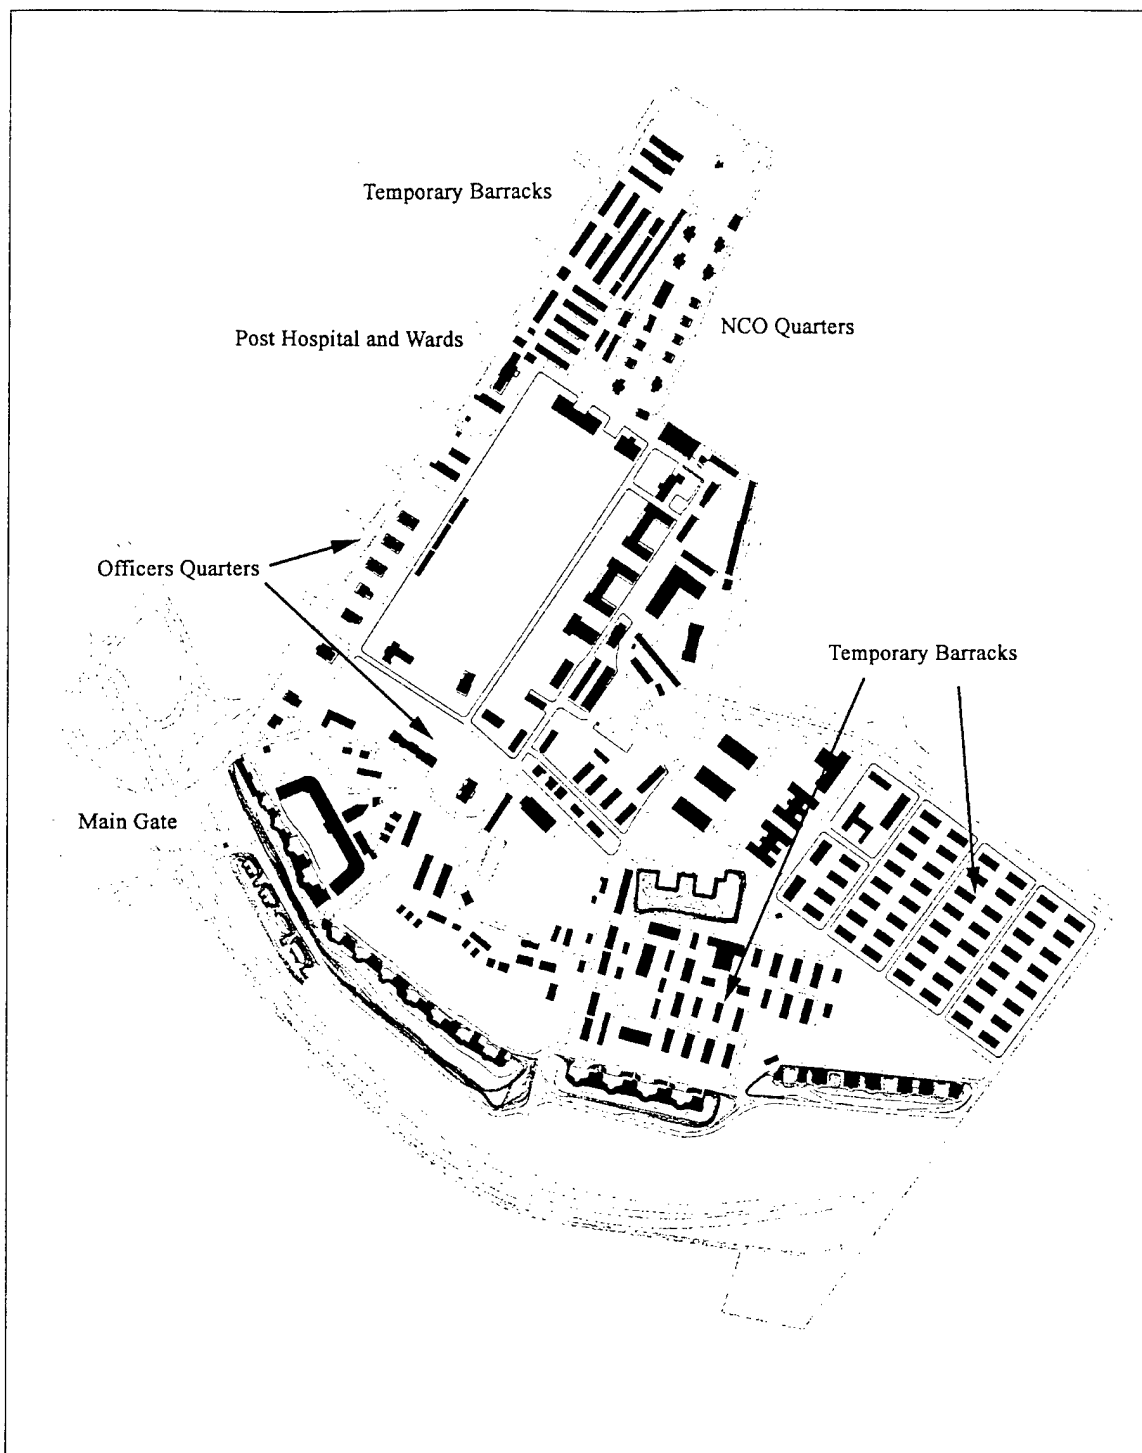 Temporary Barracks
Post Hospital and Wards
NCO Quarters
Officers Quarters
Temporary Barracks
Main Gate